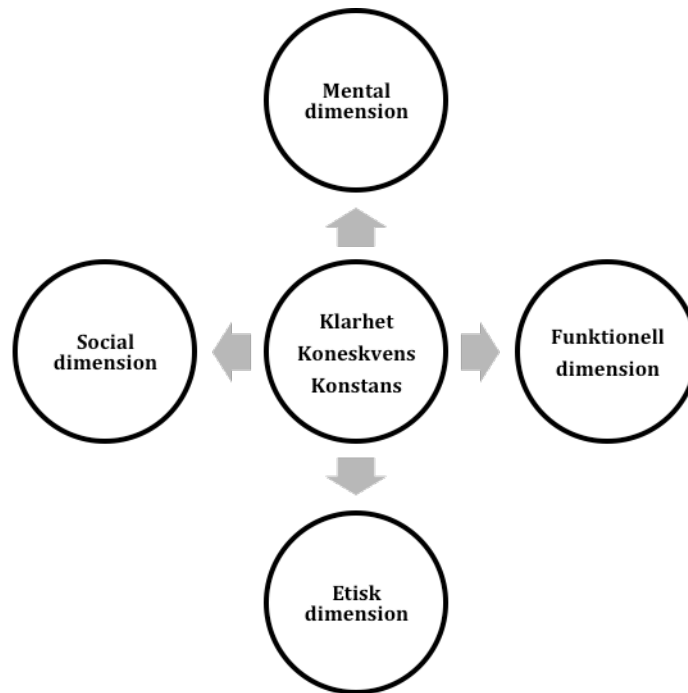 Mental
dimension
Social
dimension
Klarhet
Koneskvens
Konstans
Funktionell
dimension
Etisk
dimension